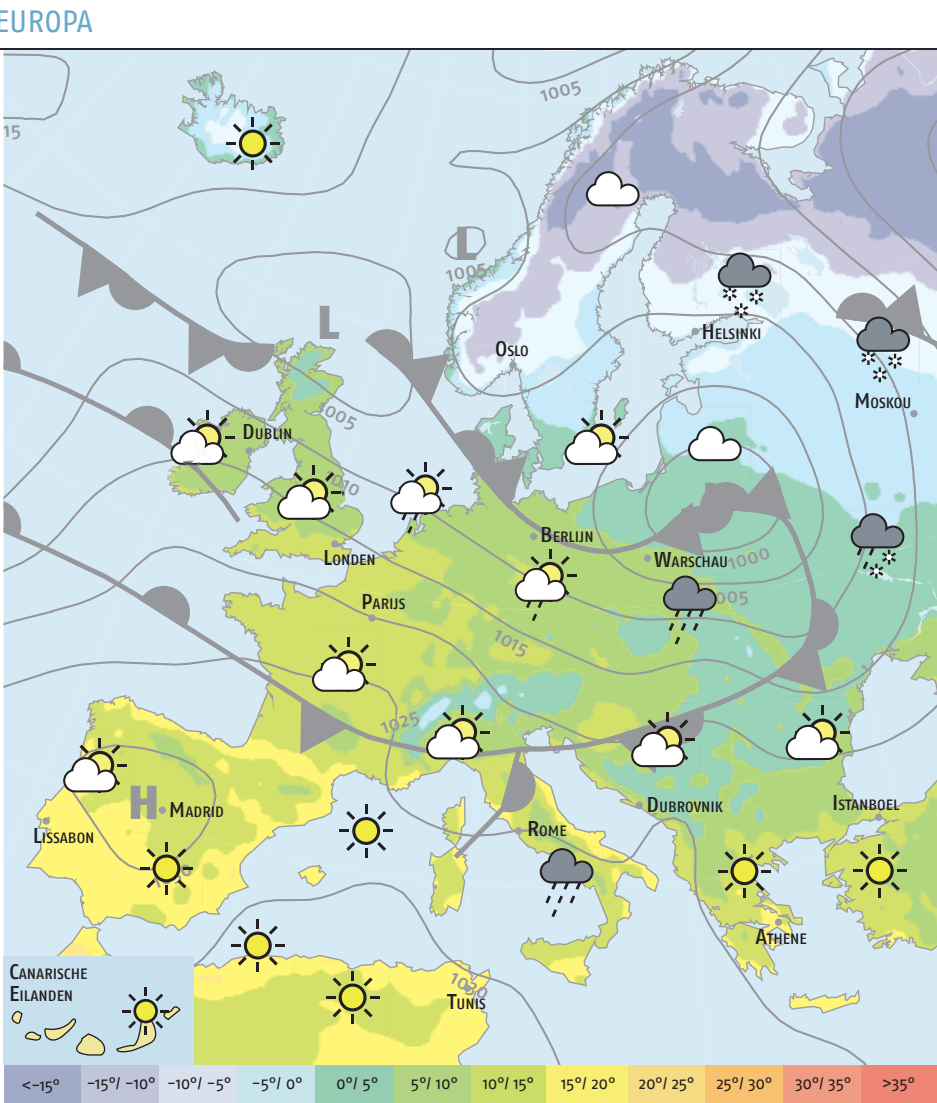 EUROPA
1005
15
L
L
1005
Helsinki
Oslo
Moskou
1005
Dublin
1010
Berlijn
Londen
Warschau
1000
1005
Parijs
1015
1025
H
Madrid
Dubrovnik
Istanboel
Lissabon
Rome
Athene
Canarische
Eilanden
1030
Tunis
<-15° -15°/ -10° -10°/ -5° -5°/ 0° 0°/ 5° 5°/ 10° 10°/ 15° 15°/ 20° 20°/ 25° 25°/ 30° 30°/ 35° >35°